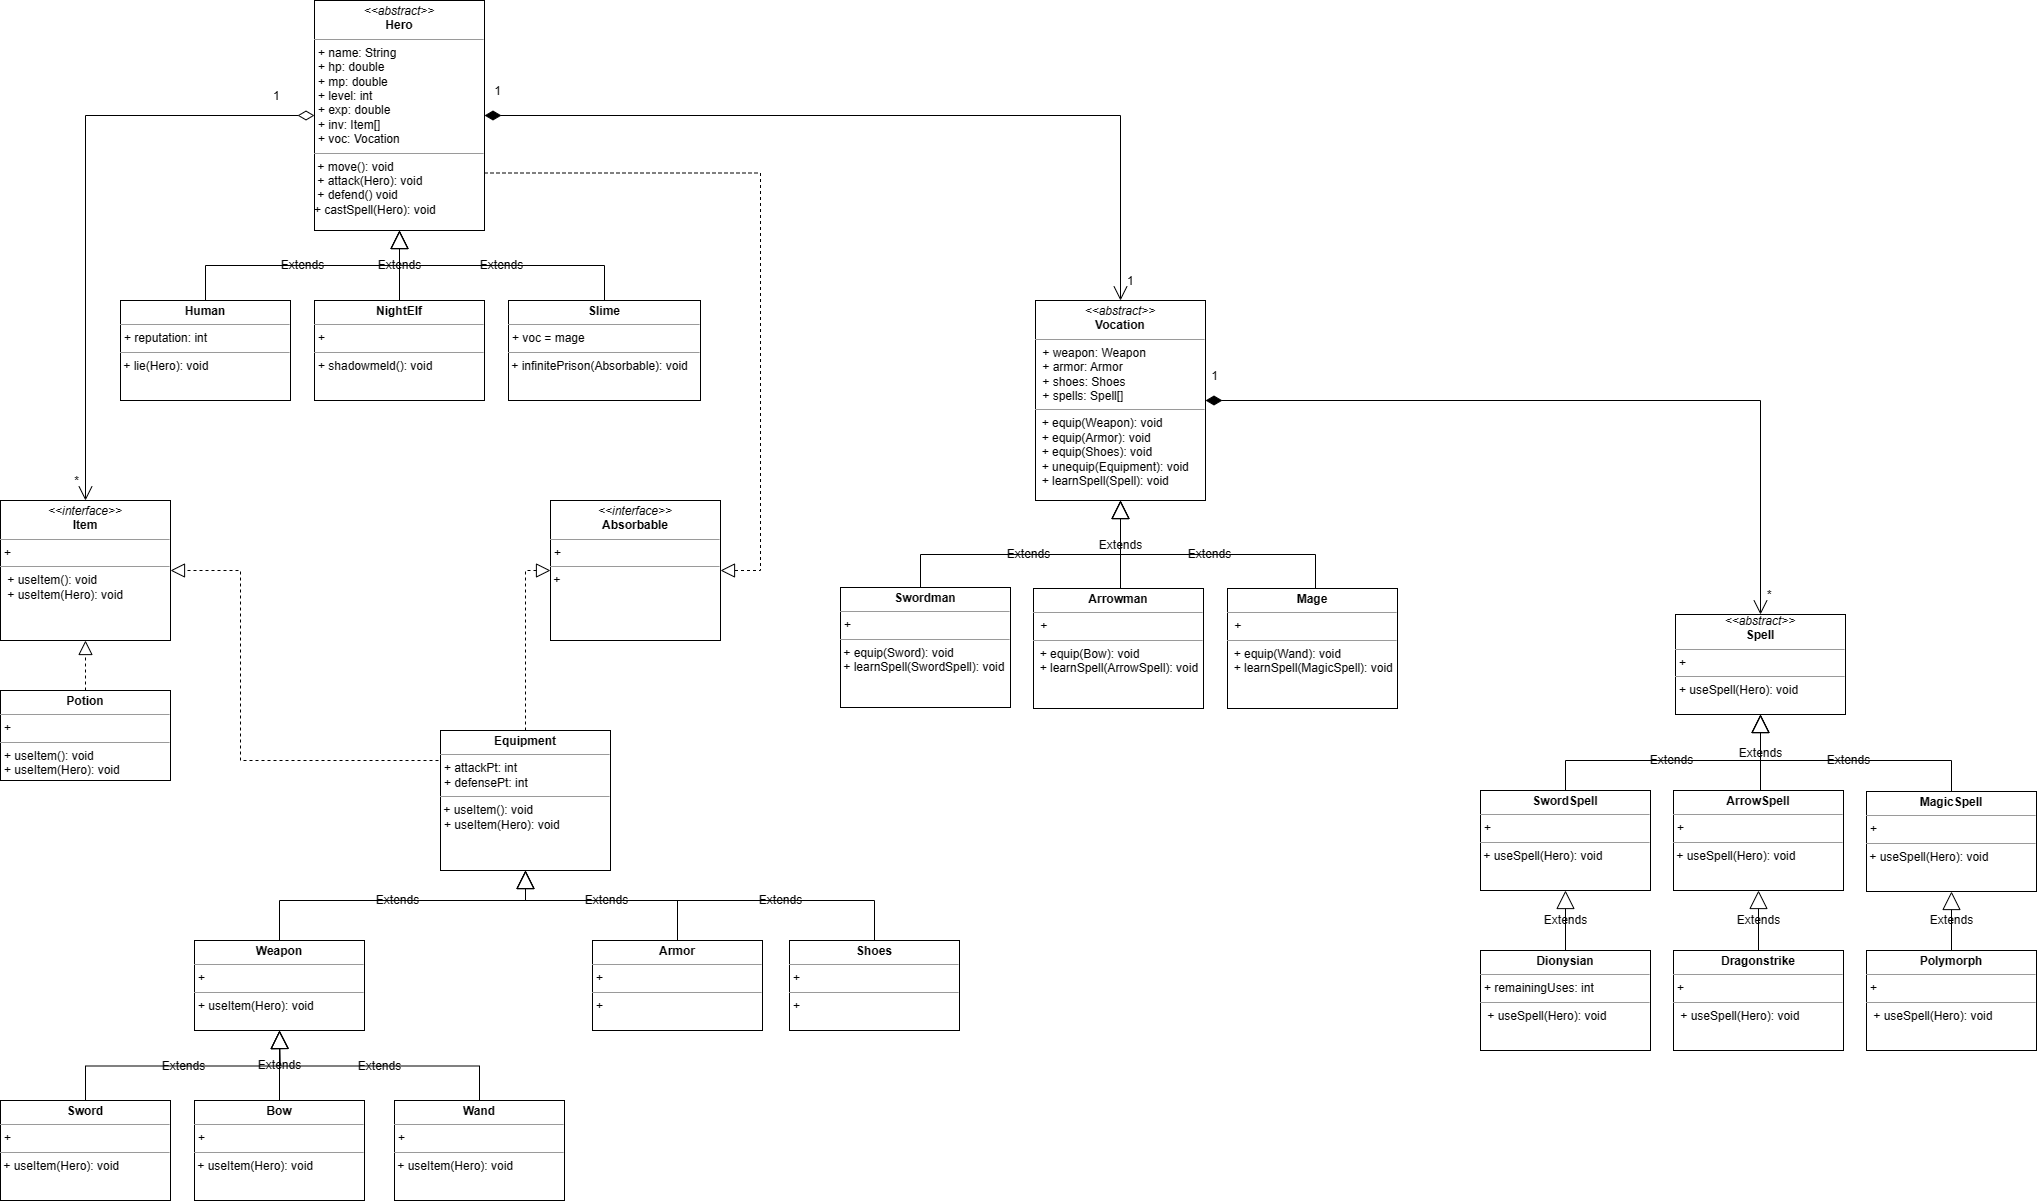 <<abstract>>
Hero
+ name: String
+ hp: double
+ mp: double
+ level: int
+ exp: double
+ inv: Item[]
+ voc: Vocation
+ move(): void
+ attack(Hero): void
+ defend() void
+ castSpell(Hero): void
1
1
Extends
Extends
Extends
Human
+ reputation: int
+ lie(Hero): void
NightElf
+
+ shadowmeld(): void
Slime
+ voc = mage
+ infinitePrison(Absorbable): void
1
<<abstract>>
Vocation
+ weapon: Weapon
+ armor: Armor
+ shoes: Shoes
+ spells: Spell[]
+ equip(Weapon): void
+ equip(Armor): void
+ equip(Shoes): void
+ unequip(Equipment): void
+ learnSpell(Spell): void
1
*
<<interface>>
Item
+
+ useItem(): void
+ useItem(Hero): void
<<interface>>
Absorbable
+
+
Extends
Extends
Extends
Swordman
+
+ equip(Sword): void
+ learnSpell(SwordSpell): void
Arrowman
+
+ equip(Bow): void
+ learnSpell(ArrowSpell): void
Mage
+
+ equip(Wand): void
+ learnSpell(MagicSpell): void
*
<<abstract>>
Spell
+
+ useSpell(Hero): void
Potion
+
+ useItem(): void
+ useItem(Hero): void
Equipment
+ attackPt: int
+ defensePt: int
+ useItem(): void
+ useItem(Hero): void
Extends
Extends
Extends
SwordSpell
+
+ useSpell(Hero): void
ArrowSpell
+
+ useSpell(Hero): void
MagicSpell
+
+ useSpell(Hero): void
Extends
Extends
Extends
Extends
Extends
Extends
Weapon
+
+ useItem(Hero): void
Armor
+
+
Shoes
+
+
Dionysian
+ remainingUses: int
+ useSpell(Hero): void
Dragonstrike
+
+ useSpell(Hero): void
Polymorph
+
+ useSpell(Hero): void
Extends
Extends
Extends
Sword
+
+ useItem(Hero): void
Bow
+
+ useItem(Hero): void
Wand
+
+ useItem(Hero): void